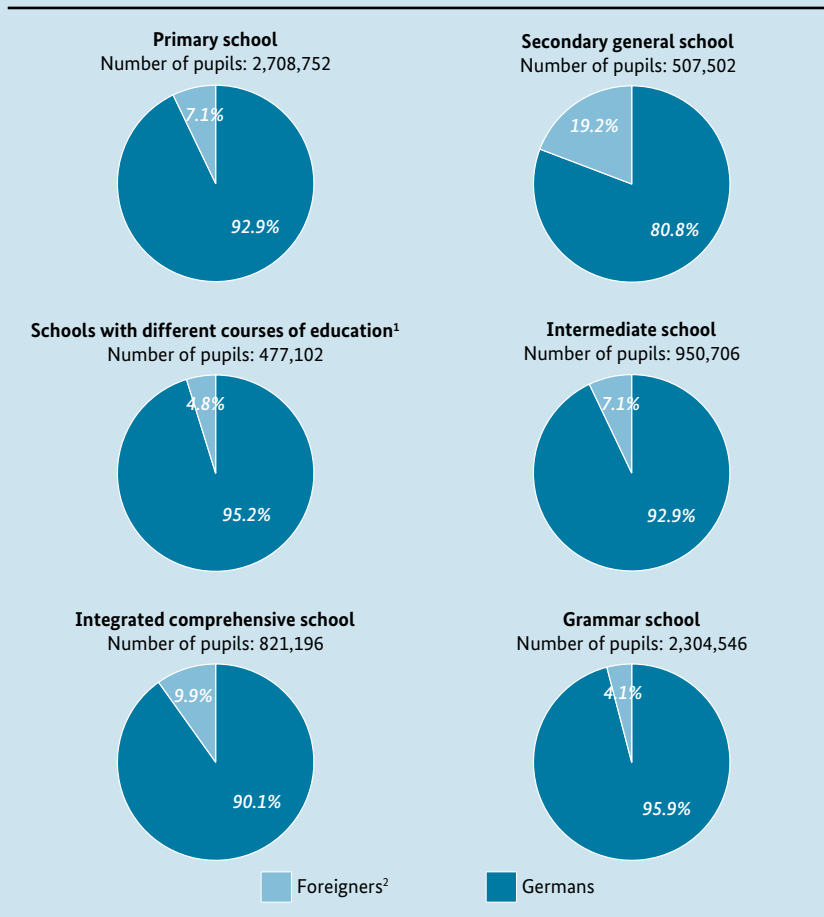 Primary school
Number of pupils: 2,708,752
7.1%
92.9%
Secondary general school
Number of pupils: 507,502
19.2%
80.8%
Schools with different courses of education¹
Number of pupils: 477,102
4.8%
95.2%
Intermediate school
Number of pupils: 950,706
7.1%
92.9%
Integrated comprehensive school
Number of pupils: 821,196
9.9%
90.1%
Grammar school
Number of pupils: 2,304,546
4.1%
95.9%
Foreigners²
Germans